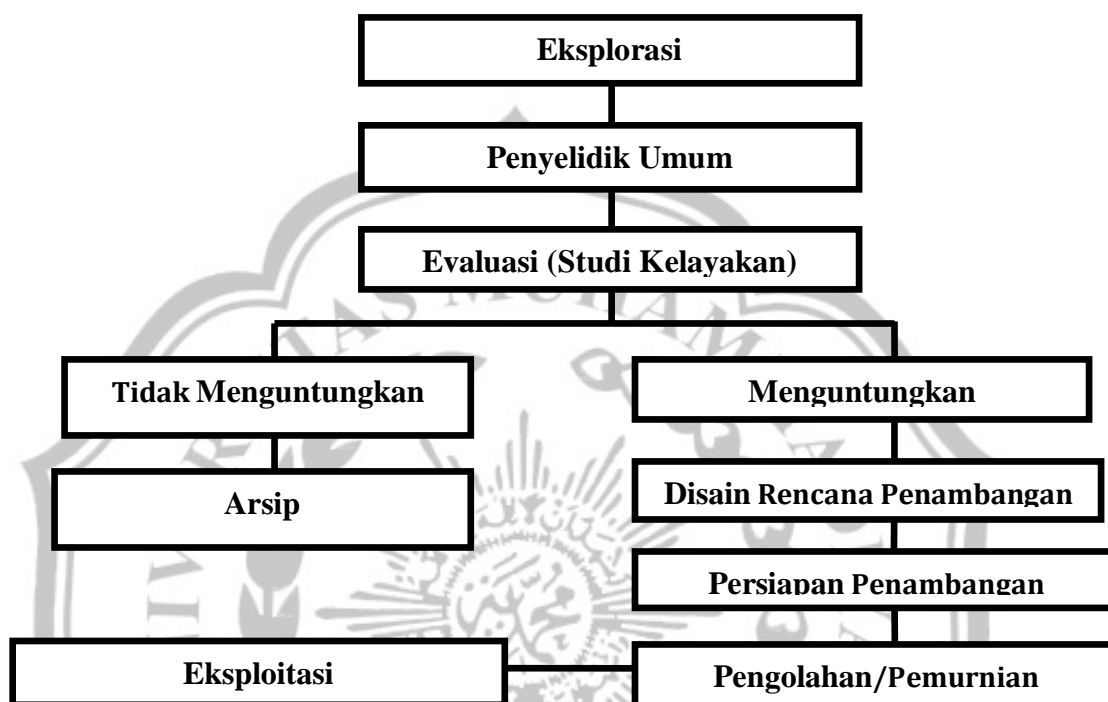 Eksplorasi
Penyelidik Umum
Evaluasi (Studi Kelayakan)
Tidak Menguntungkan
Menguntungkan
Arsip
Disain Rencana Penambangan
Persiapan Penambangan
Eksploitasi
Pengolahan/Pemurnian